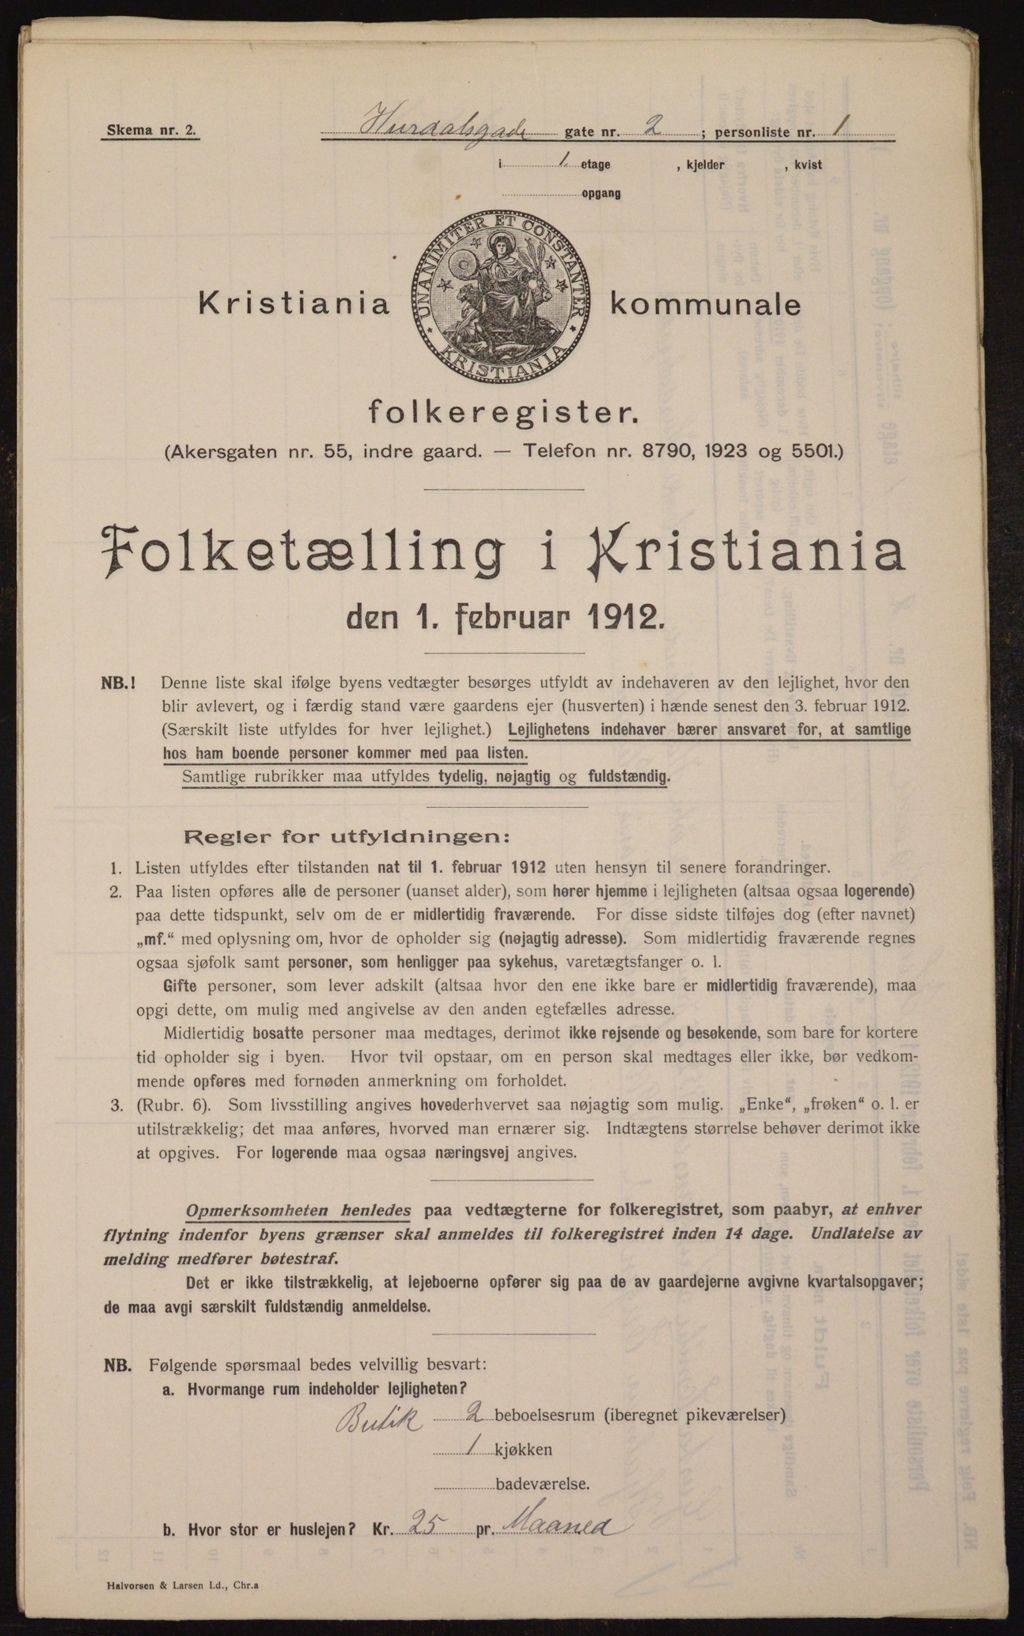 Skema nr. 2. Hurdalsgade gate nr. 2 ; personliste nr. 1
i 1. etage , kjelder , kvist
opgang
UNANIMITER ET CONSTANTER
KRISTIANIA
Kristiania kommunale
folkeregister.
(Akersgaten nr. 55, indre gaard. — Telefon nr. 8790, 1923 og 5501.)
Folketælling i Kristiania
den 1. februar 1912.
NB.! Denne liste skal ifølge byens vedtægter besørges utfyldt av indehaveren av den lejlighet, hvor den
blir avlevert, og i færdig stand være gaardens ejer (husverten) i hænde senest den 3. februar 1912.
(Særskilt liste utfyldes for hver lejlighet.) Lejlighetens indehaver bærer ansvaret for, at samtlige
hos ham boende personer kommer med paa listen.
Samtlige rubrikker maa utfyldes tydelig, nøjagtig og fuldstændig.
Regler for utfyldningen:
1. Listen utfyldes efter tilstanden nat til 1. februar 1912 uten hensyn til senere forandringer.
2. Paa listen opføres alle de personer (uanset alder), som hører hjemme i lejligheten (altsaa ogsaa logerende)
paa dette tidspunkt, selv om de er midlertidig fraværende. For disse sidste tilføjes dog (efter navnet)
„mf.“ med oplysning om, hvor de opholder sig (nøjagtig adresse). Som midlertidig fraværende regnes
ogsaa sjøfolk samt personer, som henligger paa sykehus, varetægtsfanger o. l.
Gifte personer, som lever adskilt (altsaa hvor den ene ikke bare er midlertidig fraværende), maa
opgi dette, om mulig med angivelse av den anden egtefælles adresse.
Midlertidig bosatte personer maa medtages, derimot ikke rejsende og besøkende, som bare for kortere
tid opholder sig i byen. Hvor tvil opstaar, om en person skal medtages eller ikke, bør vedkom-
mende opføres med fornøden anmerkning om forholdet.
3. (Rubr. 6). Som livsstilling angives hovederhvervet saa nøjagtig som mulig. „Enke“, „frøken“ o. l. er
utilstrækkelig; det maa anføres, hvorved man ernærer sig. Indtægtens størrelse behøver derimot ikke
at opgives. For logerende maa ogsaa næringsvej angives.
Opmerksomheten henledes paa vedtægterne for folkeregistret, som paabyr, at enhver
flytning indenfor byens grænser skal anmeldes til folkeregistret inden 14 dage. Undlatelse av
melding medfører bøtestraf.
Det er ikke tilstrækkelig, at lejeboerne opfører sig paa de av gaardejerne avgivne kvartalsopgaver;
de maa avgi særskilt fuldstændig anmeldelse.
NB. Følgende spørsmaal bedes velvillig besvart:
a. Hvormange rum indeholder lejligheten?
Butik 2 beboelsesrum (iberegnet pikeværelser)
1 kjøkken
badeværelse.
b. Hvor stor er huslejen? Kr. 25 pr. Maaned
Halvorsen & Larsen Ld., Chr.a